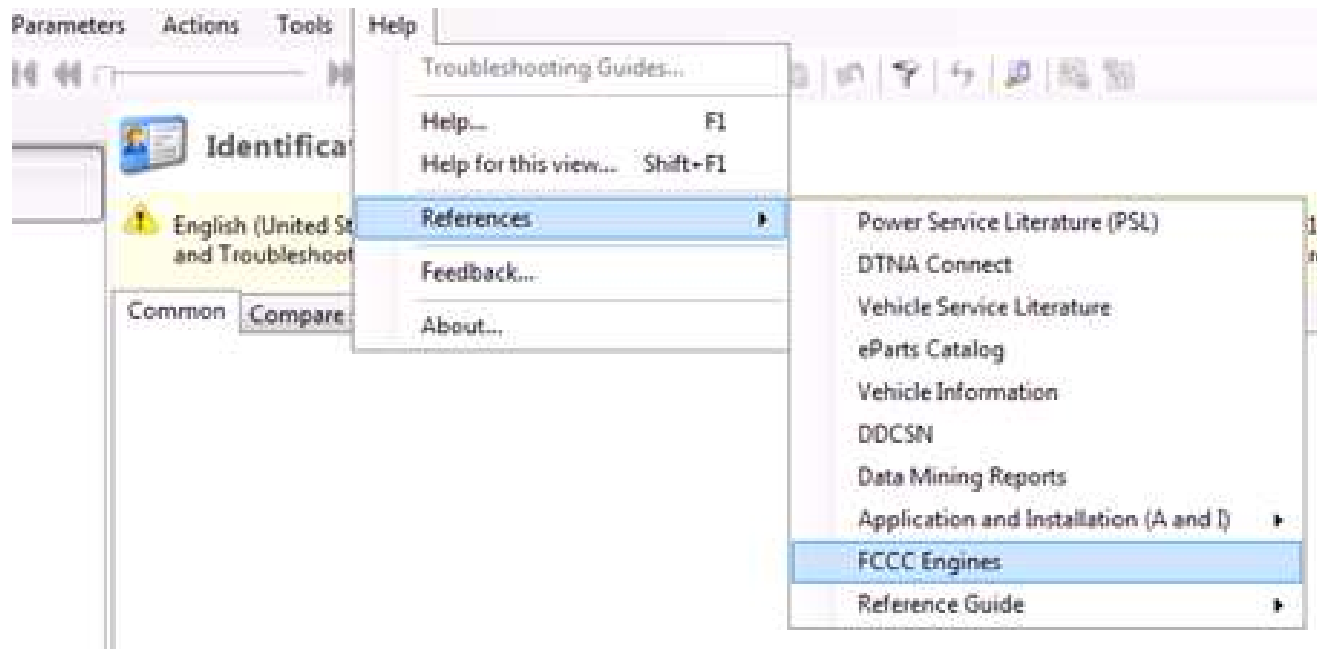 Parameters Actions Tools Help
Troubleshooting Guides...
Help... F1
Help for this view... Shift+F1
References
Feedback...
About...
Identifica
English (United St
and Troubleshoot
Common Compare
Power Service Literature (PSL)
DTNA Connect
Vehicle Service Literature
eParts Catalog
Vehicle Information
DDCSN
Data Mining Reports
Application and Installation (A and I)
FCCC Engines
Reference Guide